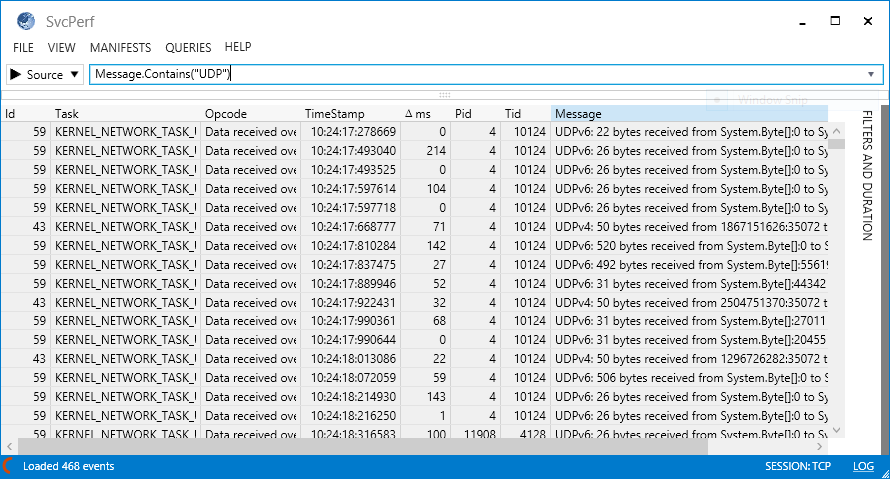 SvcPerf
FILE VIEW MANIFESTS QUERIES HELP
Source Message.Contains("UDP")
Window Snip
Id Task Opcode TimeStamp Δ ms Pid Tid Message
59 KERNEL_NETWORK_TASK_U Data received ove 10:24:17:278669 0 4 10124 UDPv6: 22 bytes received from System.Byte[]:0 to Sy
59 KERNEL_NETWORK_TASK_U Data received ove 10:24:17:493040 214 4 10124 UDPv6: 26 bytes received from System.Byte[]:0 to Sy
59 KERNEL_NETWORK_TASK_U Data received ove 10:24:17:493525 0 4 10124 UDPv6: 26 bytes received from System.Byte[]:0 to Sy
59 KERNEL_NETWORK_TASK_U Data received ove 10:24:17:597614 104 4 10124 UDPv6: 26 bytes received from System.Byte[]:0 to Sy
59 KERNEL_NETWORK_TASK_U Data received ove 10:24:17:597718 0 4 10124 UDPv6: 26 bytes received from System.Byte[]:0 to Sy
43 KERNEL_NETWORK_TASK_U Data received ove 10:24:17:668777 71 4 10124 UDPv4: 50 bytes received from 1867151626:35072 t
59 KERNEL_NETWORK_TASK_U Data received ove 10:24:17:810284 142 4 10124 UDPv6: 520 bytes received from System.Byte[]:0 to S
59 KERNEL_NETWORK_TASK_U Data received ove 10:24:17:837475 27 4 10124 UDPv6: 492 bytes received from System.Byte[]:55619
59 KERNEL_NETWORK_TASK_U Data received ove 10:24:17:889946 52 4 10124 UDPv6: 31 bytes received from System.Byte[]:44342
43 KERNEL_NETWORK_TASK_U Data received ove 10:24:17:922431 32 4 10124 UDPv4: 50 bytes received from 2504751370:35072 t
59 KERNEL_NETWORK_TASK_U Data received ove 10:24:17:990361 68 4 10124 UDPv6: 31 bytes received from System.Byte[]:27011
59 KERNEL_NETWORK_TASK_U Data received ove 10:24:17:990644 0 4 10124 UDPv6: 31 bytes received from System.Byte[]:20455
43 KERNEL_NETWORK_TASK_U Data received ove 10:24:18:013086 22 4 10124 UDPv4: 50 bytes received from 1296726282:35072 t
59 KERNEL_NETWORK_TASK_U Data received ove 10:24:18:072059 59 4 10124 UDPv6: 506 bytes received from System.Byte[]:0 to S
59 KERNEL_NETWORK_TASK_U Data received ove 10:24:18:214930 143 4 10124 UDPv6: 26 bytes received from System.Byte[]:0 to Sy
59 KERNEL_NETWORK_TASK_U Data received ove 10:24:18:216250 1 4 10124 UDPv6: 26 bytes received from System.Byte[]:0 to Sy
59 KERNEL_NETWORK_TASK_U Data received ove 10:24:18:316583 100 11908 4128 UDPv6: 26 bytes received from System.Byte[]:0 to Sy
FILTERS AND DURATION
Loaded 468 events SESSION: TCP LOG